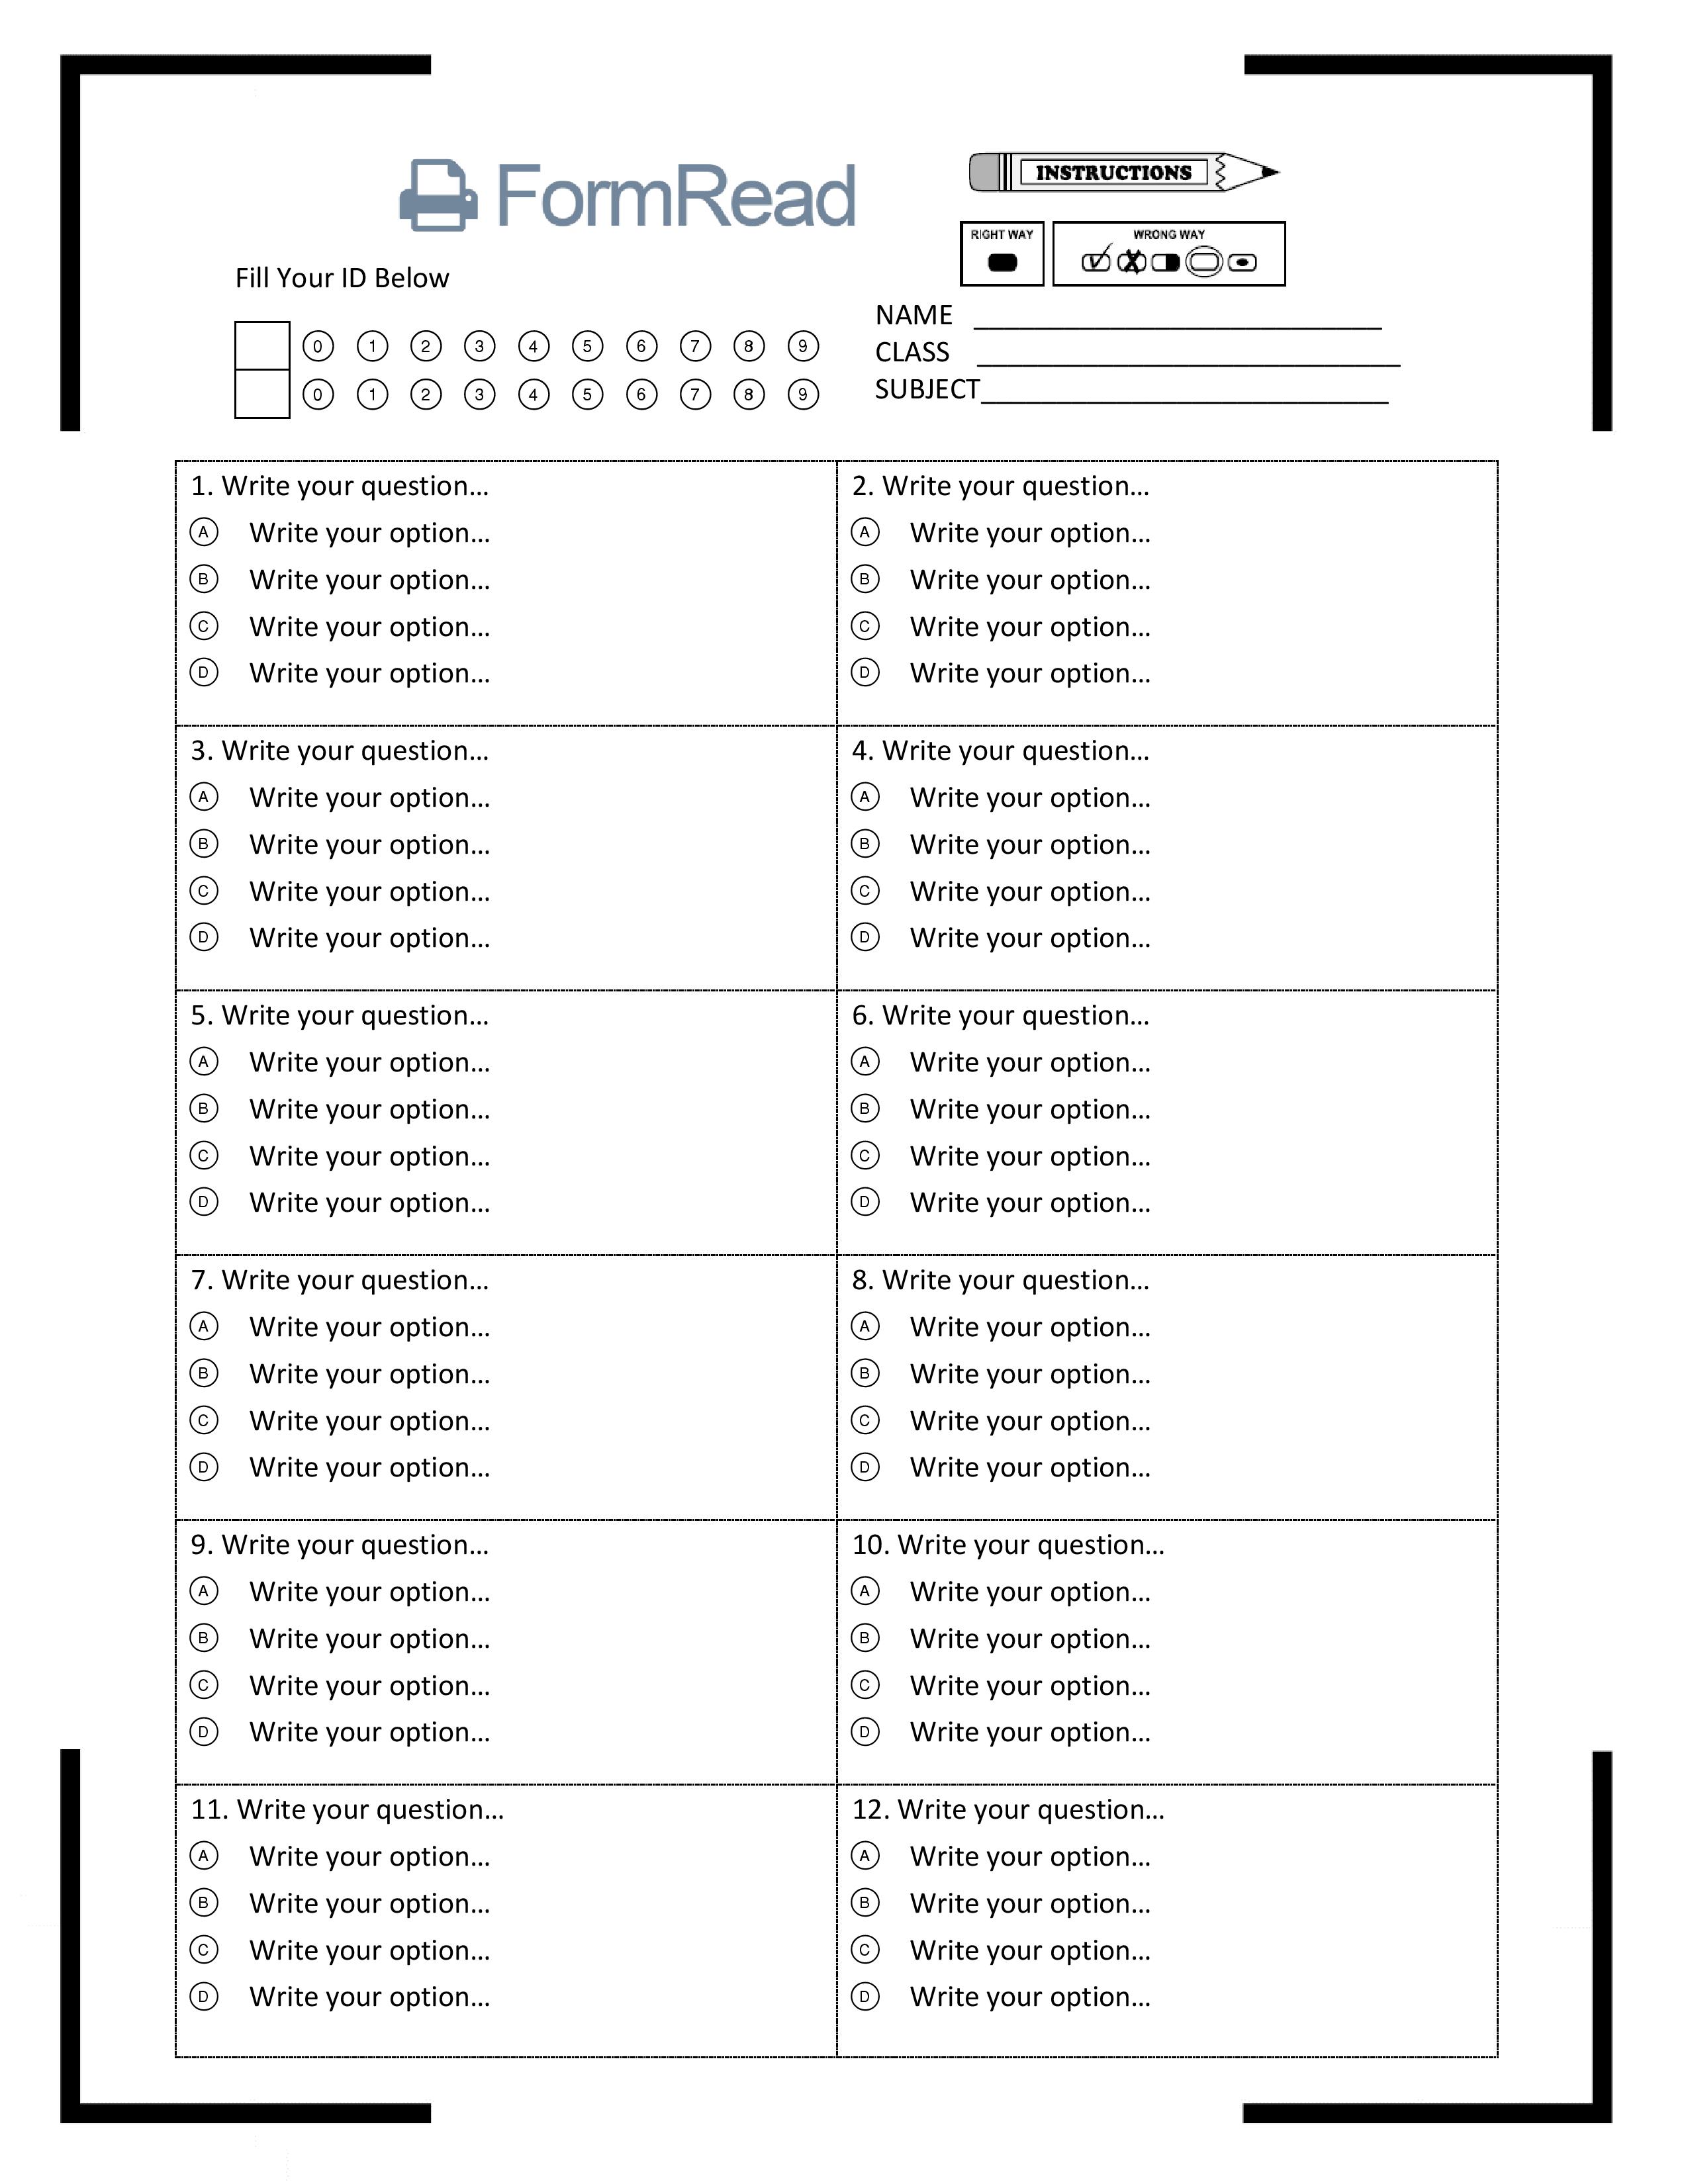 FormRead
INSTRUCTIONS
RIGHT WAY
WRONG WAY
Fill Your ID Below
NAME ___________________________
CLASS ____________________________
SUBJECT___________________________
0 1 2 3 4 5 6 7 8 9
0 1 2 3 4 5 6 7 8 9
1. Write your question...
A Write your option...
B Write your option...
C Write your option...
D Write your option...
2. Write your question...
A Write your option...
B Write your option...
C Write your option...
D Write your option...
3. Write your question...
A Write your option...
B Write your option...
C Write your option...
D Write your option...
4. Write your question...
A Write your option...
B Write your option...
C Write your option...
D Write your option...
5. Write your question...
A Write your option...
B Write your option...
C Write your option...
D Write your option...
6. Write your question...
A Write your option...
B Write your option...
C Write your option...
D Write your option...
7. Write your question...
A Write your option...
B Write your option...
C Write your option...
D Write your option...
8. Write your question...
A Write your option...
B Write your option...
C Write your option...
D Write your option...
9. Write your question...
A Write your option...
B Write your option...
C Write your option...
D Write your option...
10. Write your question...
A Write your option...
B Write your option...
C Write your option...
D Write your option...
11. Write your question...
A Write your option...
B Write your option...
C Write your option...
D Write your option...
12. Write your question...
A Write your option...
B Write your option...
C Write your option...
D Write your option...